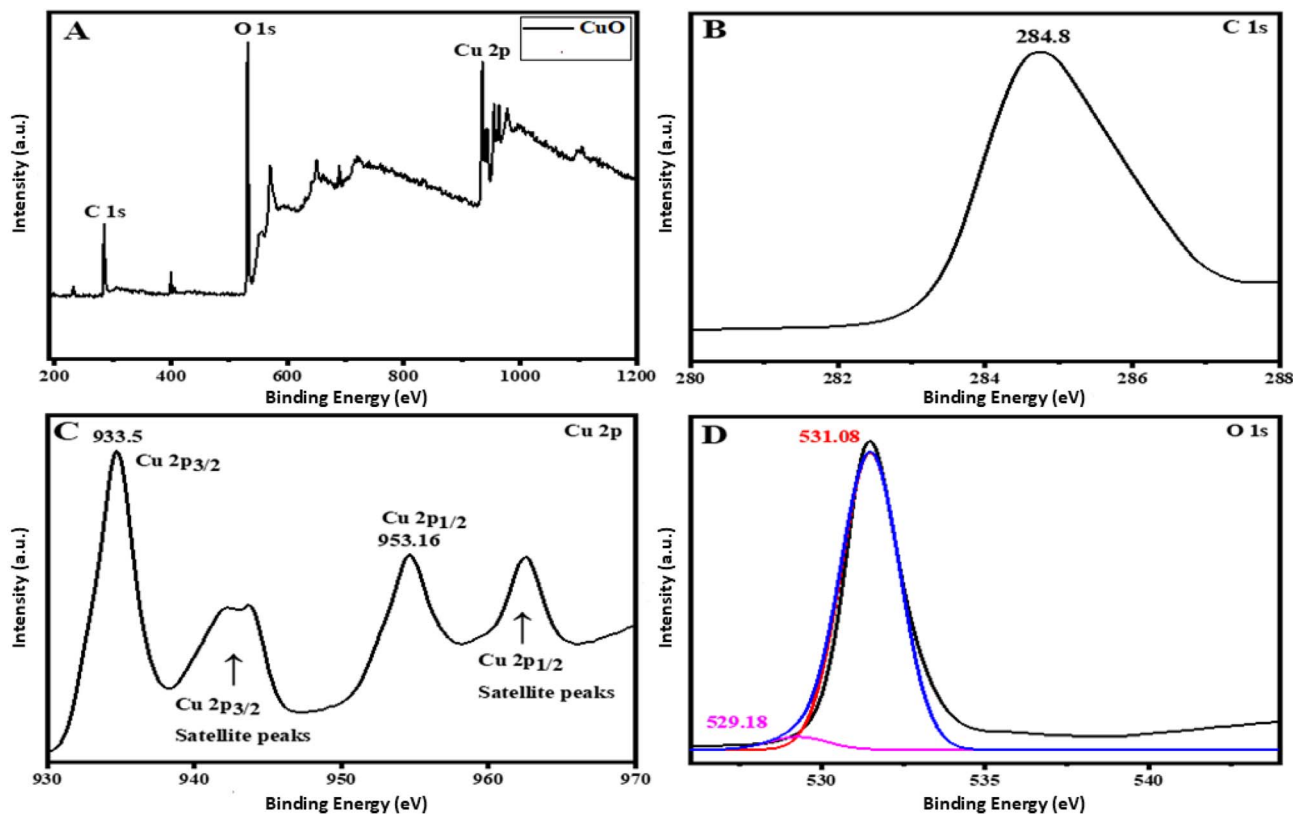 A
O 1s
CuO
Cu 2p
C 1s
Intensity (a.u.)
200 400 600 800 1000 1200
Binding Energy (eV)
B
284.8
C 1s
Intensity (a.u.)
280 282 284 286 288
Binding Energy (eV)
C
933.5
Cu 2p
Cu 2p3/2
Cu 2p1/2
953.16
Cu 2p3/2
Satellite peaks
Cu 2p1/2
Satellite peaks
Intensity (a.u.)
930 940 950 960 970
Binding Energy (eV)
D
531.08
O 1s
529.18
Intensity (a.u.)
530 535 540
Binding Energy (eV)